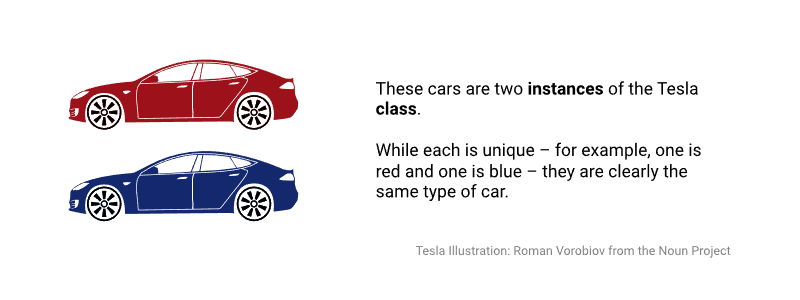 These cars are two instances of the Tesla
class.
While each is unique – for example, one is
red and one is blue – they are clearly the
same type of car.
Tesla Illustration: Roman Vorobiov from the Noun Project